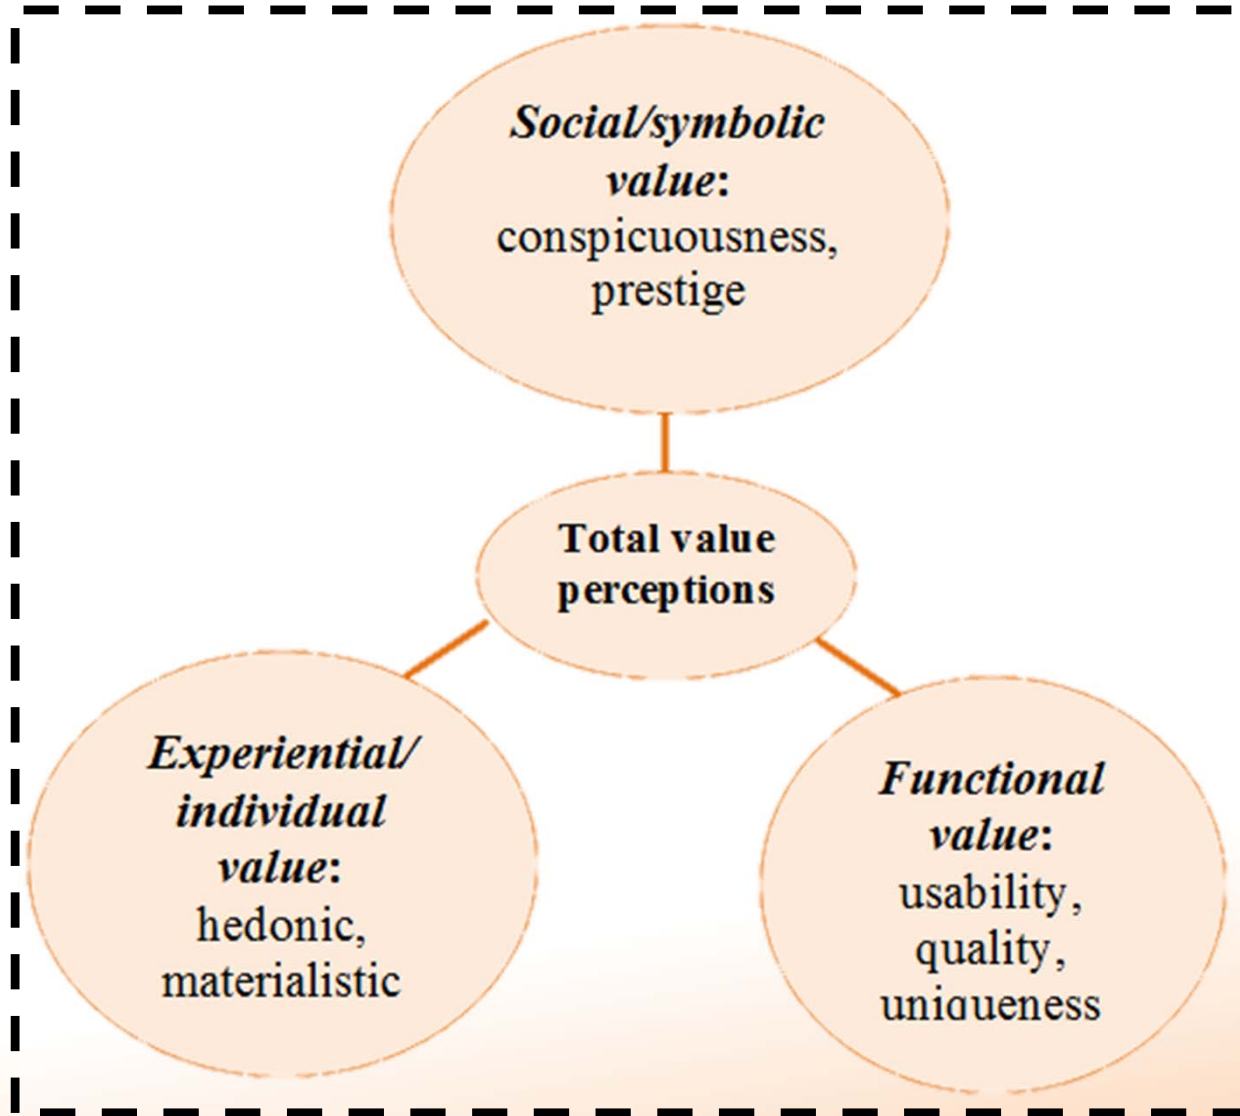 Social/symbolic
value:
conspicuousness,
prestige
Total value
perceptions
Experiential/
individual
value:
hedonic,
materialistic
Functional
value:
usability,
quality,
uniqueness